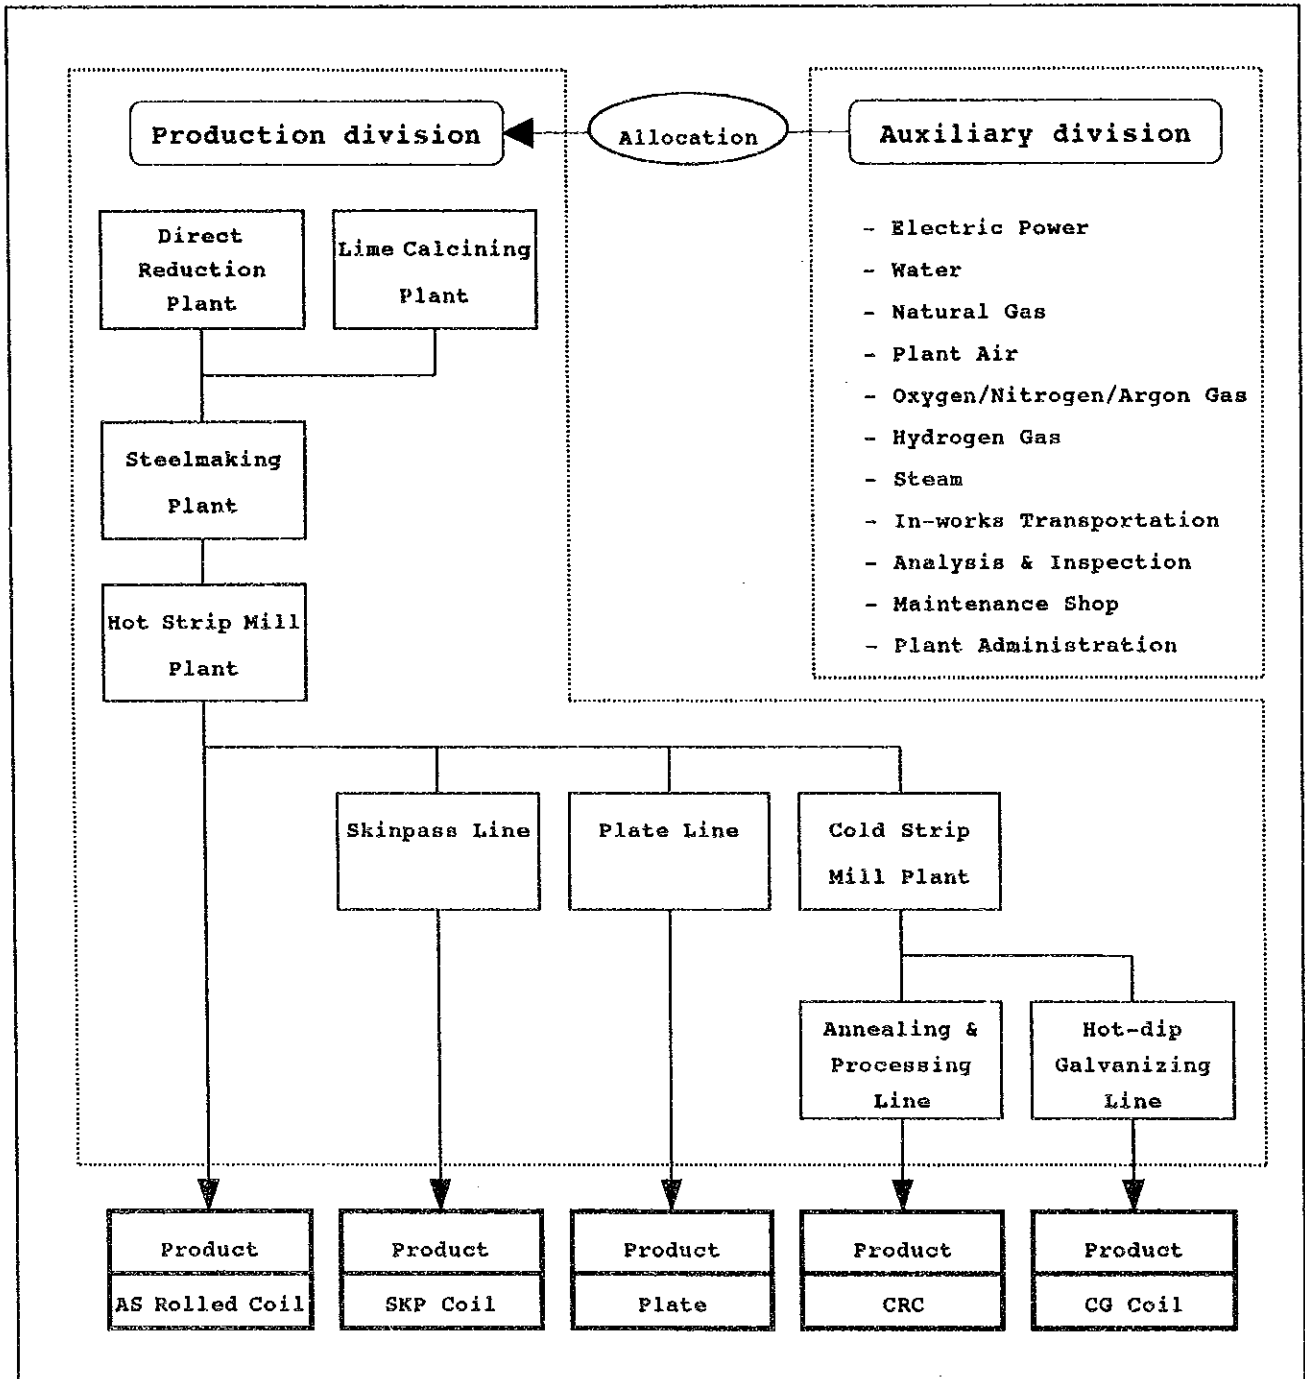 Production division
Allocation
Auxiliary division
Direct
Reduction
Plant
Lime Calcining
Plant
- Electric Power
- Water
- Natural Gas
- Plant Air
- Oxygen/Nitrogen/Argon Gas
- Hydrogen Gas
- Steam
- In-works Transportation
- Analysis & Inspection
- Maintenance Shop
- Plant Administration
Steelmaking
Plant
Hot Strip Mill
Plant
Skinpass Line
Plate Line
Cold Strip
Mill Plant
Annealing &
Processing
Line
Hot-dip
Galvanizing
Line
Product
AS Rolled Coil
Product
SKP Coil
Product
Plate
Product
CRC
Product
CG Coil